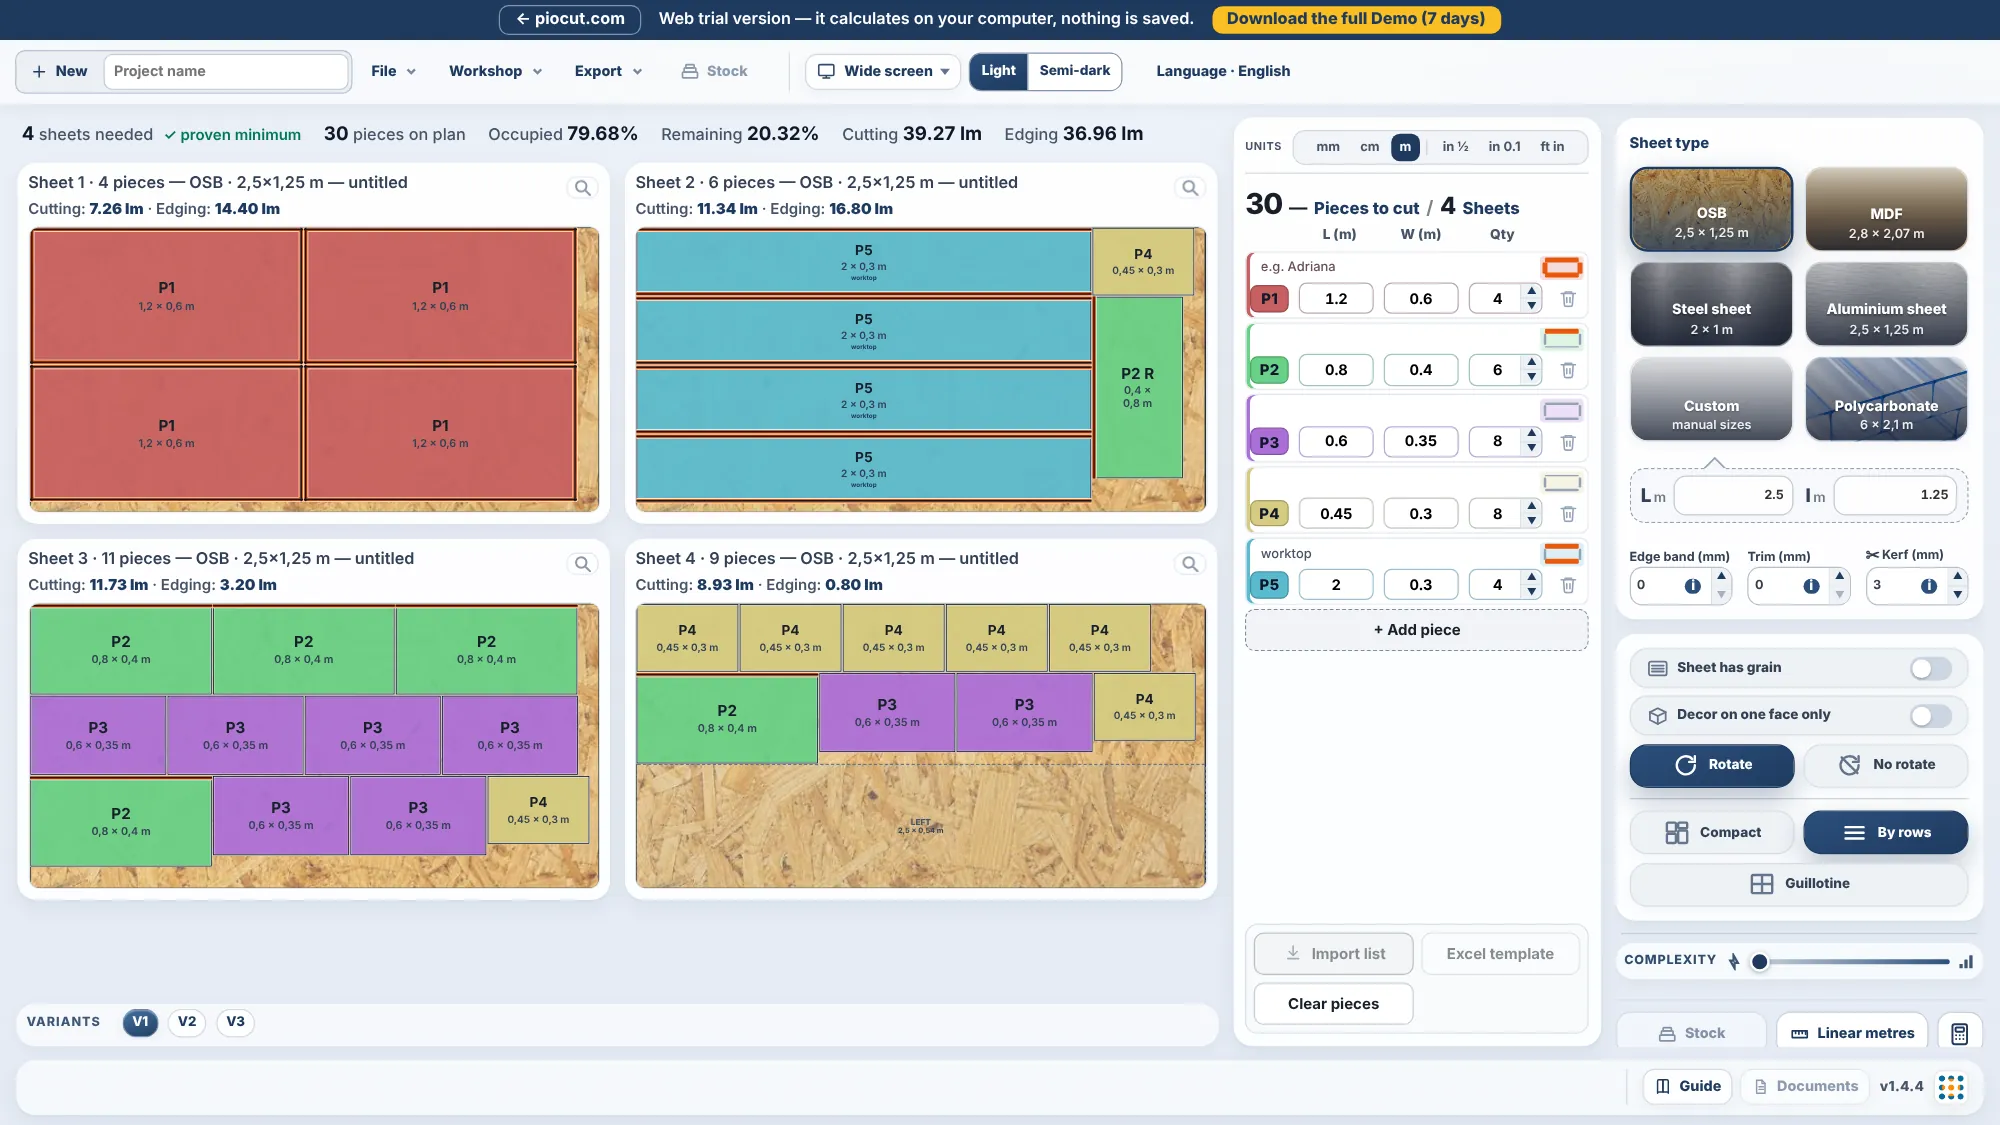 ← piocut.com Web trial version — it calculates on your computer, nothing is saved. Download the full Demo (7 days)
+ New Project name File Workshop Export Stock Wide screen Light Semi-dark Language · English
4 sheets needed ✓ proven minimum 30 pieces on plan Occupied 79.68% Remaining 20.32% Cutting 39.27 lm Edging 36.96 lm
Sheet 1 · 4 pieces — OSB · 2,5×1,25 m — untitled
Cutting: 7.26 lm · Edging: 14.40 lm
P1
1,2 × 0,6 m
P1
1,2 × 0,6 m
P1
1,2 × 0,6 m
P1
1,2 × 0,6 m
Sheet 2 · 6 pieces — OSB · 2,5×1,25 m — untitled
Cutting: 11.34 lm · Edging: 16.80 lm
P5
2 × 0,3 m
worktop
P4
0,45 × 0,3 m
P5
2 × 0,3 m
worktop
P5
2 × 0,3 m
worktop
P2 R
0,4 ×
0,8 m
P5
2 × 0,3 m
worktop
Sheet 3 · 11 pieces — OSB · 2,5×1,25 m — untitled
Cutting: 11.73 lm · Edging: 3.20 lm
P2
0,8 × 0,4 m
P2
0,8 × 0,4 m
P2
0,8 × 0,4 m
P3
0,6 × 0,35 m
P3
0,6 × 0,35 m
P3
0,6 × 0,35 m
P3
0,6 × 0,35 m
P2
0,8 × 0,4 m
P3
0,6 × 0,35 m
P3
0,6 × 0,35 m
P4
0,45 × 0,3 m
Sheet 4 · 9 pieces — OSB · 2,5×1,25 m — untitled
Cutting: 8.93 lm · Edging: 0.80 lm
P4
0,45 × 0,3 m
P4
0,45 × 0,3 m
P4
0,45 × 0,3 m
P4
0,45 × 0,3 m
P4
0,45 × 0,3 m
P2
0,8 × 0,4 m
P3
0,6 × 0,35 m
P3
0,6 × 0,35 m
P4
0,45 × 0,3 m
LEFT
2,5 × 0,54 m
VARIANTS V1 V2 V3
UNITS mm cm m in ½ in 0.1 ft in
30 — Pieces to cut / 4 Sheets
L (m) W (m) Qty
e.g. Adriana
P1 1.2 0.6 4
P2 0.8 0.4 6
P3 0.6 0.35 8
P4 0.45 0.3 8
worktop
P5 2 0.3 4
+ Add piece
Import list Excel template
Clear pieces
Sheet type
OSB
2,5 × 1,25 m
MDF
2,8 × 2,07 m
Steel sheet
2 × 1 m
Aluminium sheet
2,5 × 1,25 m
Custom
manual sizes
Polycarbonate
6 × 2,1 m
L m 2.5 l m 1.25
Edge band (mm) Trim (mm) Kerf (mm)
0 i 0 i 3 i
Sheet has grain
Decor on one face only
Rotate No rotate
Compact By rows
Guillotine
COMPLEXITY
Stock Linear metres
Guide Documents v1.4.4